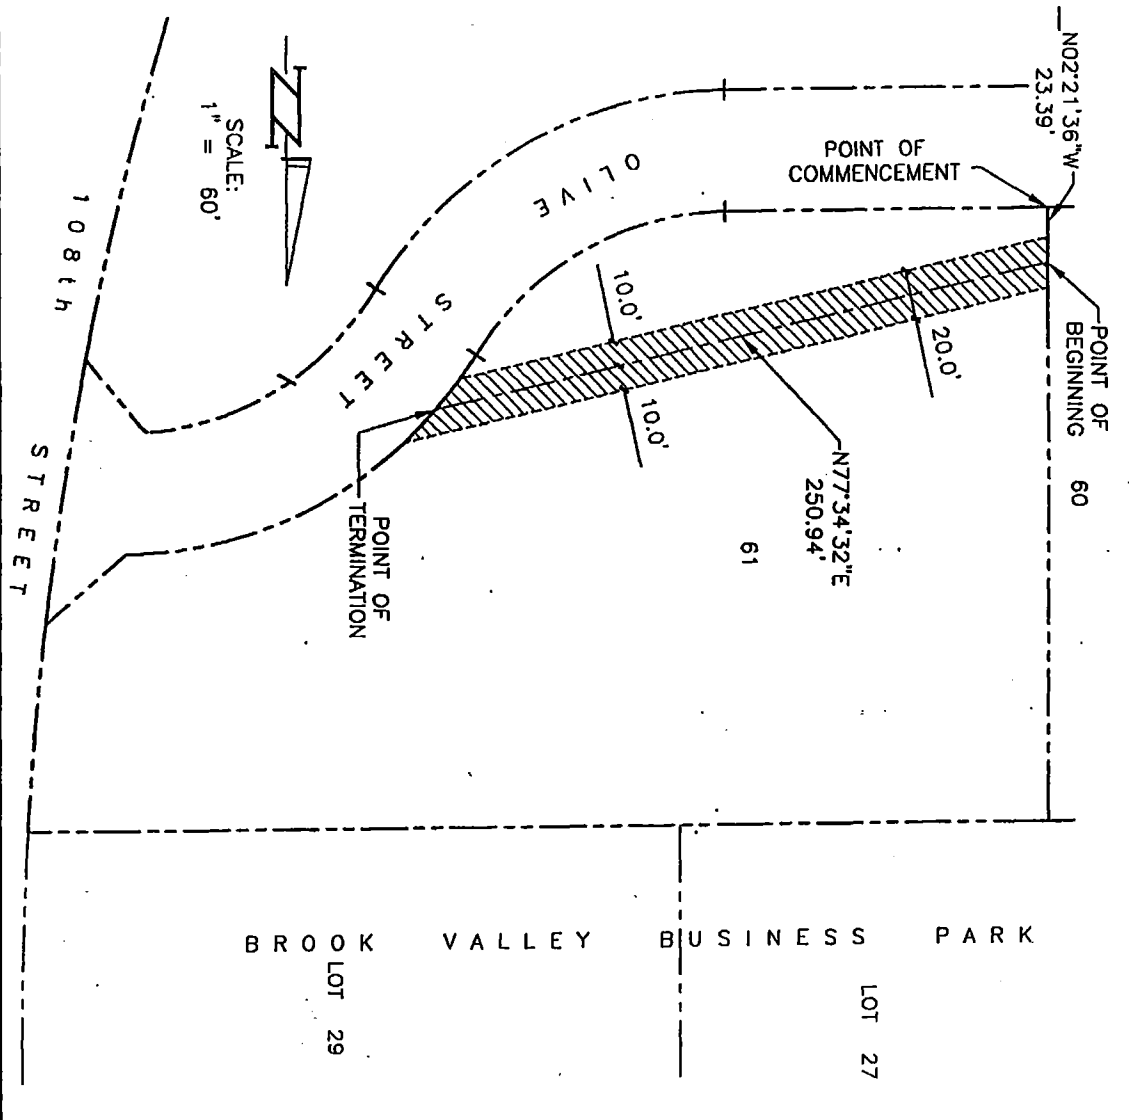 N02°21'36"W
23.39'
POINT OF
COMMENCEMENT
POINT OF
BEGINNING
60
OLIVE
STREET
SCALE:
1" = 60'
108th
STREET
10.0'
10.0'
20.0'
N77°34'32"E
250.94'
61
POINT OF
TERMINATION
BROOK VALLEY BUSINESS PARK
LOT 29
LOT 27